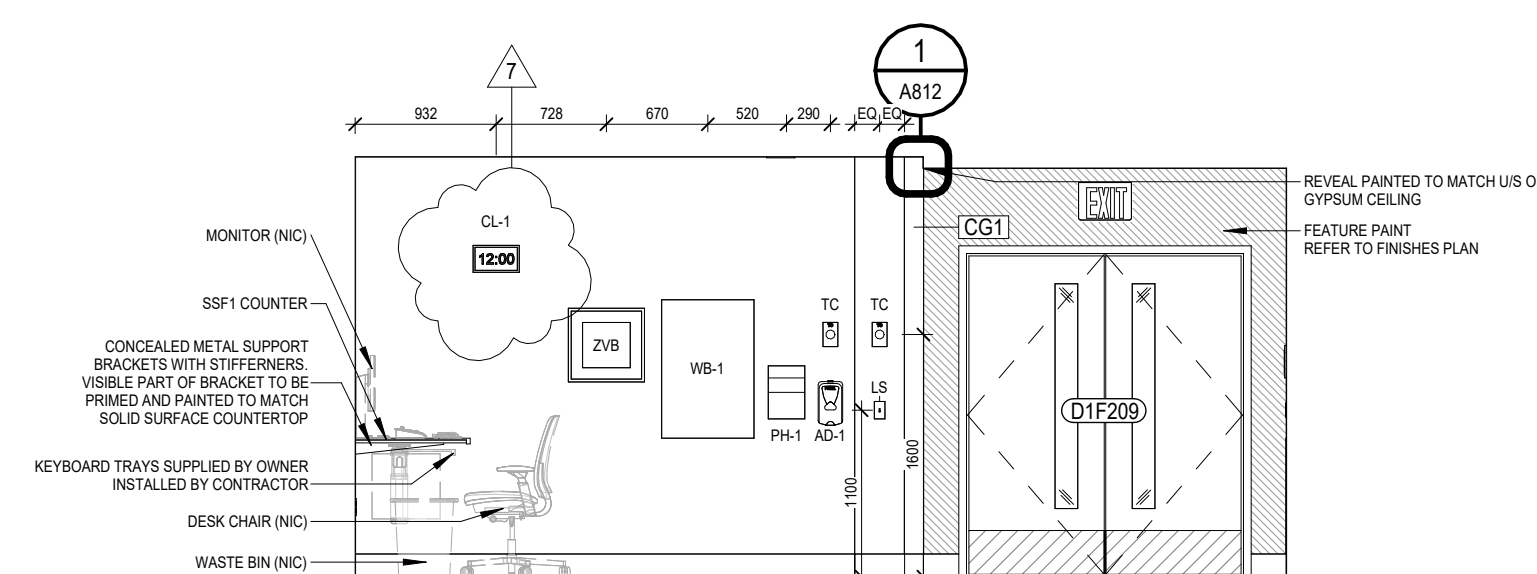 1
A812
7
932
728
670
520
290
EQ
EQ
REVEAL PAINTED TO MATCH U/S O
GYPSUM CEILING
EXIT
CL-1
CG1
FEATURE PAINT
REFER TO FINISHES PLAN
MONITOR (NIC)
12:00
SSF1 COUNTER
TC
TC
CONCEALED METAL SUPPORT
BRACKETS WITH STIFFERNERS.
VISIBLE PART OF BRACKET TO BE
PRIMED AND PAINTED TO MATCH
SOLID SURFACE COUNTERTOP
ZVB
WB-1
LS
D1F209
PH-1
AD-1
KEYBOARD TRAYS SUPPLIED BY OWNER
INSTALLED BY CONTRACTOR
1600
1100
DESK CHAIR (NIC)
WASTE BIN (NIC)